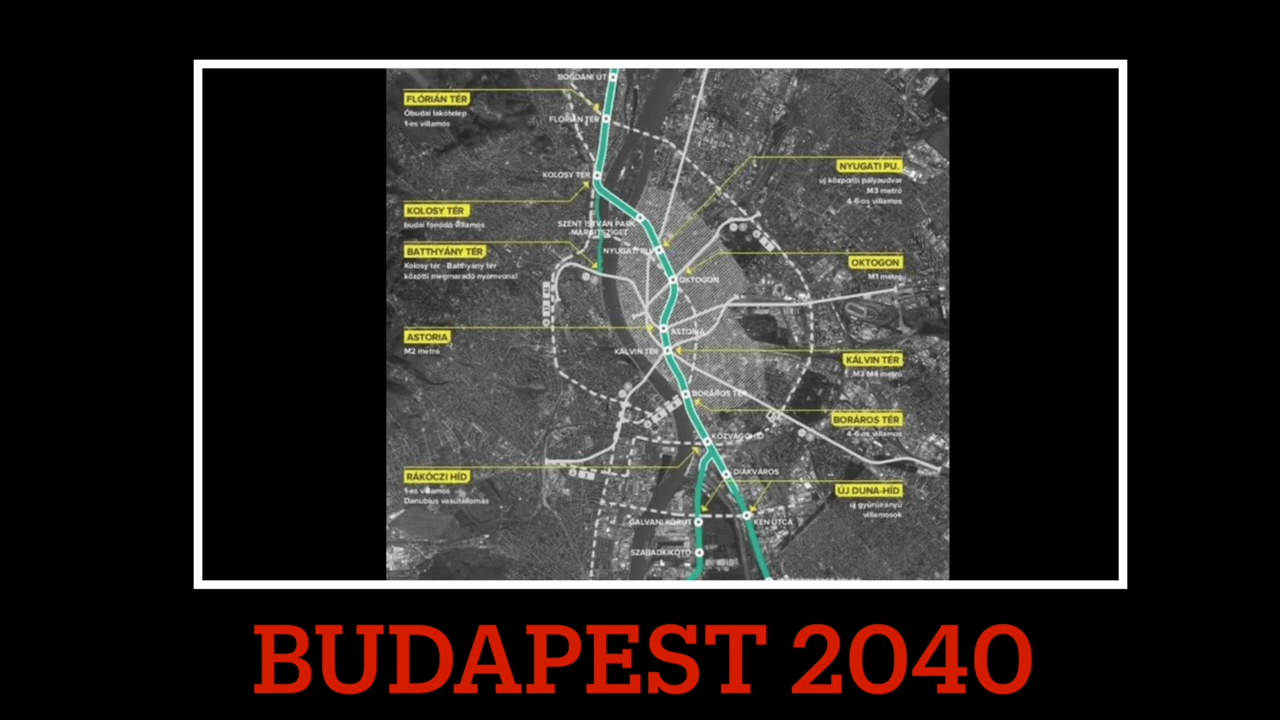 BOGDÁNI ÚT
FLÓRIÁN TÉR
Óbudai lakótelep
1-es villamos
FLÓRIÁN TÉR
KOLOSY TÉR
KOLOSY TÉR
budai fonódó villamos
BATTHYÁNY TÉR
Kolosy tér - Batthyány tér
közötti megmaradó nyomvonal
SZENT ISTVÁN PARK
-MARGITSZIGET
NYUGATI PU.
NYUGATI PU.
új központi pályaudvar
M3 metró
4-6-os villamos
OKTOGON
M1 metró
OKTOGON
ASTORIA
M2 metró
ASTORIA
KÁLVIN TÉR
KÁLVIN TÉR
M3 M4 metró
BORÁROS TÉR
BORÁROS TÉR
4-6-os villamos
KÖZVÁGÓHÍD
RÁKÓCZI HÍD
1-es villamos
Danubius vasútállomás
DIÁKVÁROS
ÚJ DUNA-HÍD
új gyűrűirányú
villamosok
GALVANI KÖRÚT
KÉN UTCA
SZABADKIKÖTŐ
BUDAPEST 2040